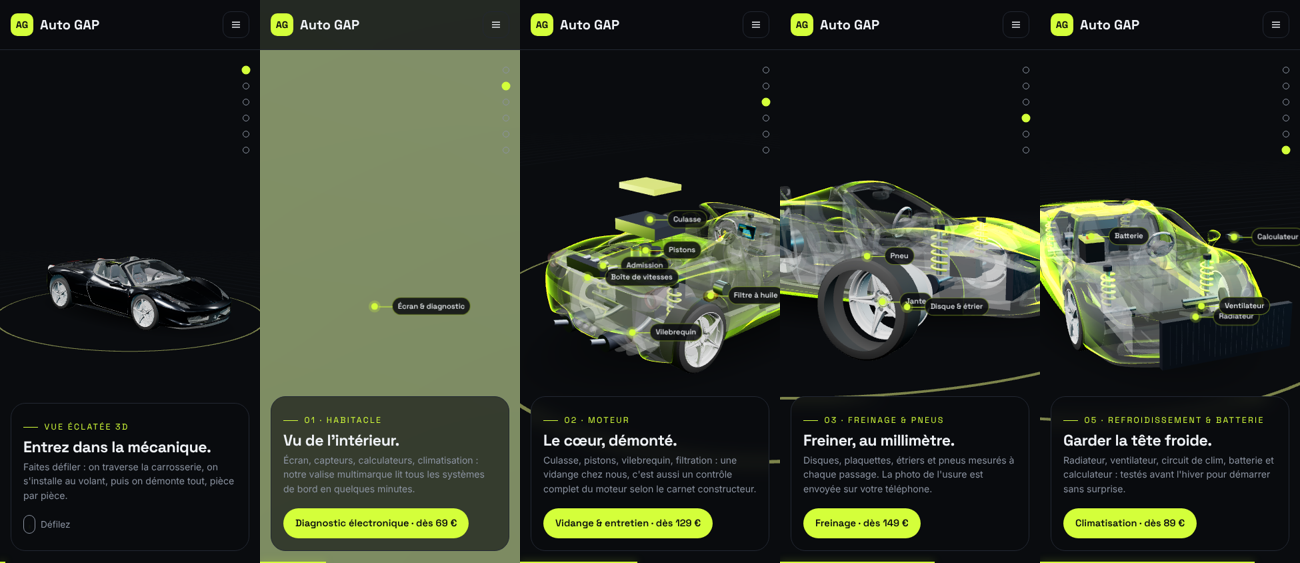 AG Auto GAP
VUE ÉCLATÉE 3D
Entrez dans la mécanique.
Faites défiler : on traverse la carrosserie, on
s'installe au volant, puis on démonte tout, pièce
par pièce.
Défilez
AG Auto GAP
Écran & diagnostic
01 · HABITACLE
Vu de l'intérieur.
Écran, capteurs, calculateurs, climatisation :
notre valise multimarque lit tous les systèmes
de bord en quelques minutes.
Diagnostic électronique · dès 69 €
AG Auto GAP
Culasse
Pistons
Admission
Boîte de vitesses
Filtre à huile
Vilebrequin
02 · MOTEUR
Le cœur, démonté.
Culasse, pistons, vilebrequin, filtration : une
vidange chez nous, c'est aussi un contrôle
complet du moteur selon le carnet constructeur.
Vidange & entretien · dès 129 €
AG Auto GAP
Pneu
Jante
Disque & étrier
03 · FREINAGE & PNEUS
Freiner, au millimètre.
Disques, plaquettes, étriers et pneus mesurés à
chaque passage. La photo de l'usure est
envoyée sur votre téléphone.
Freinage · dès 149 €
AG Auto GAP
Batterie
Calculateur
Ventilateur
Radiateur
05 · REFROIDISSEMENT & BATTERIE
Garder la tête froide.
Radiateur, ventilateur, circuit de clim, batterie et
calculateur : testés avant l'hiver pour démarrer
sans surprise.
Climatisation · dès 89 €